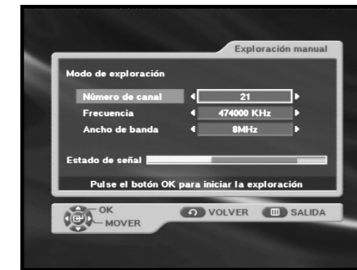 Exploración manual
Modo de exploración
Número de canal 21
Frecuencia 474000 KHz
Ancho de banda 8MHz
Estado de señal
Pulse el botón OK para iniciar la exploración
OK
MOVER
VOLVER
SALIDA